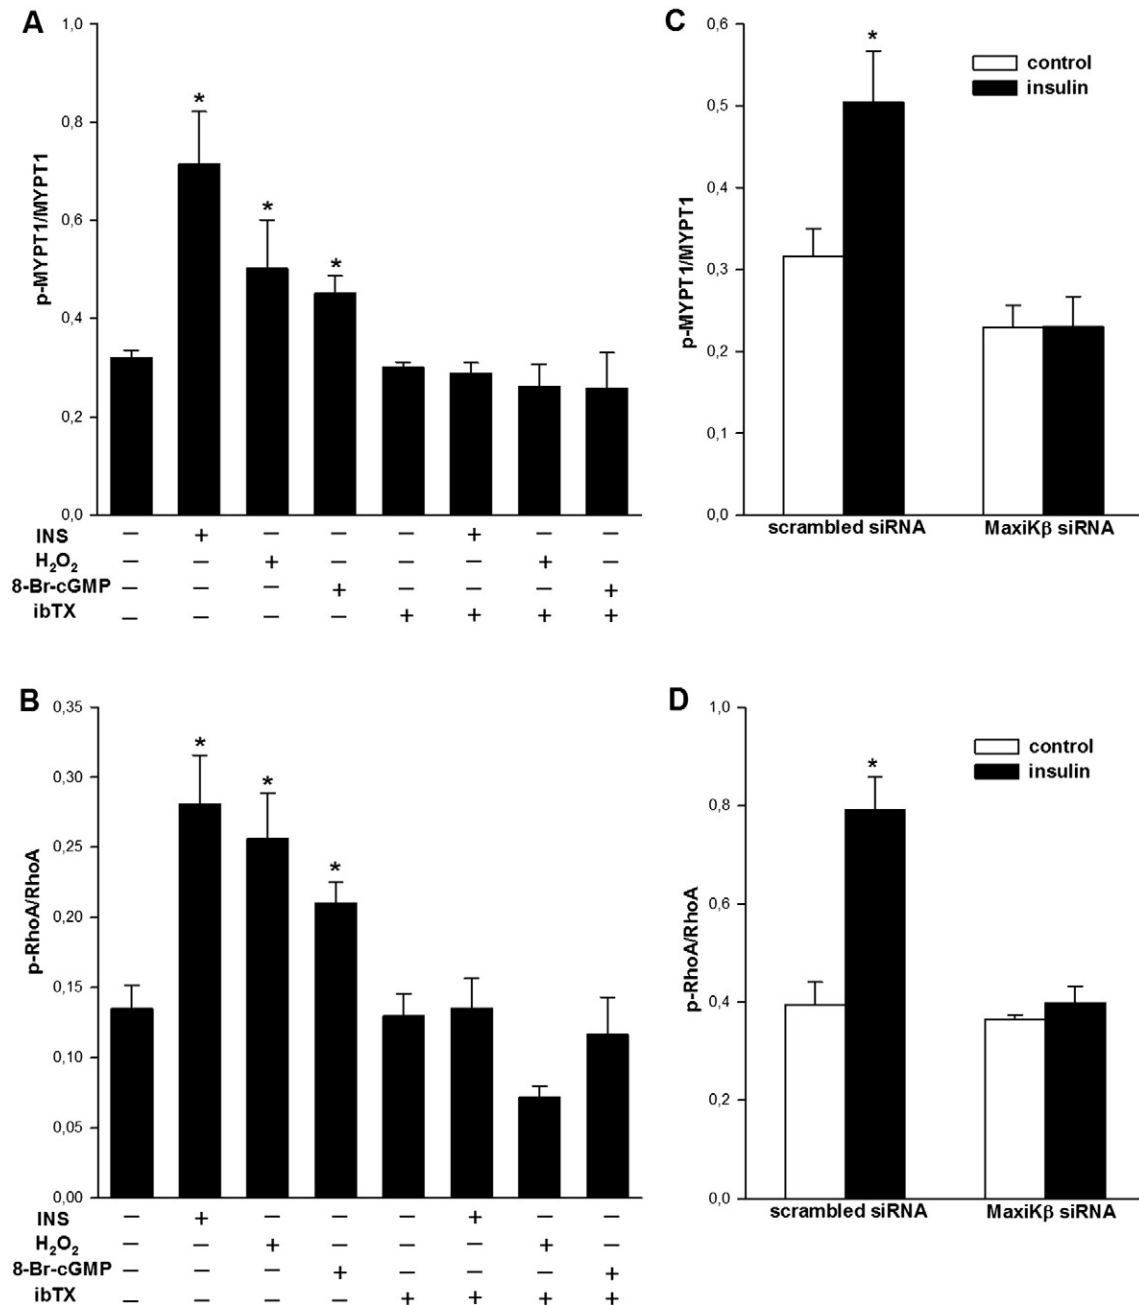 A
1,0
0,8
0,6
0,4
0,2
0,0
p-MYPT1/MYPT1
*
*
*
INS − + − − − + − −
H₂O₂ − − + − − − + −
8-Br-cGMP − − − + − − − +
ibTX − − − − + + + +
C
0,6
0,5
0,4
0,3
0,2
0,1
0,0
p-MYPT1/MYPT1
*
control
insulin
scrambled siRNA MaxiKβ siRNA
B
0,35
0,30
0,25
0,20
0,15
0,10
0,05
0,00
p-RhoA/RhoA
*
*
*
INS − + − − − + − −
H₂O₂ − − + − − − + −
8-Br-cGMP − − − + − − − +
ibTX − − − − + + + +
D
1,0
0,8
0,6
0,4
0,2
0,0
p-RhoA/RhoA
*
control
insulin
scrambled siRNA MaxiKβ siRNA